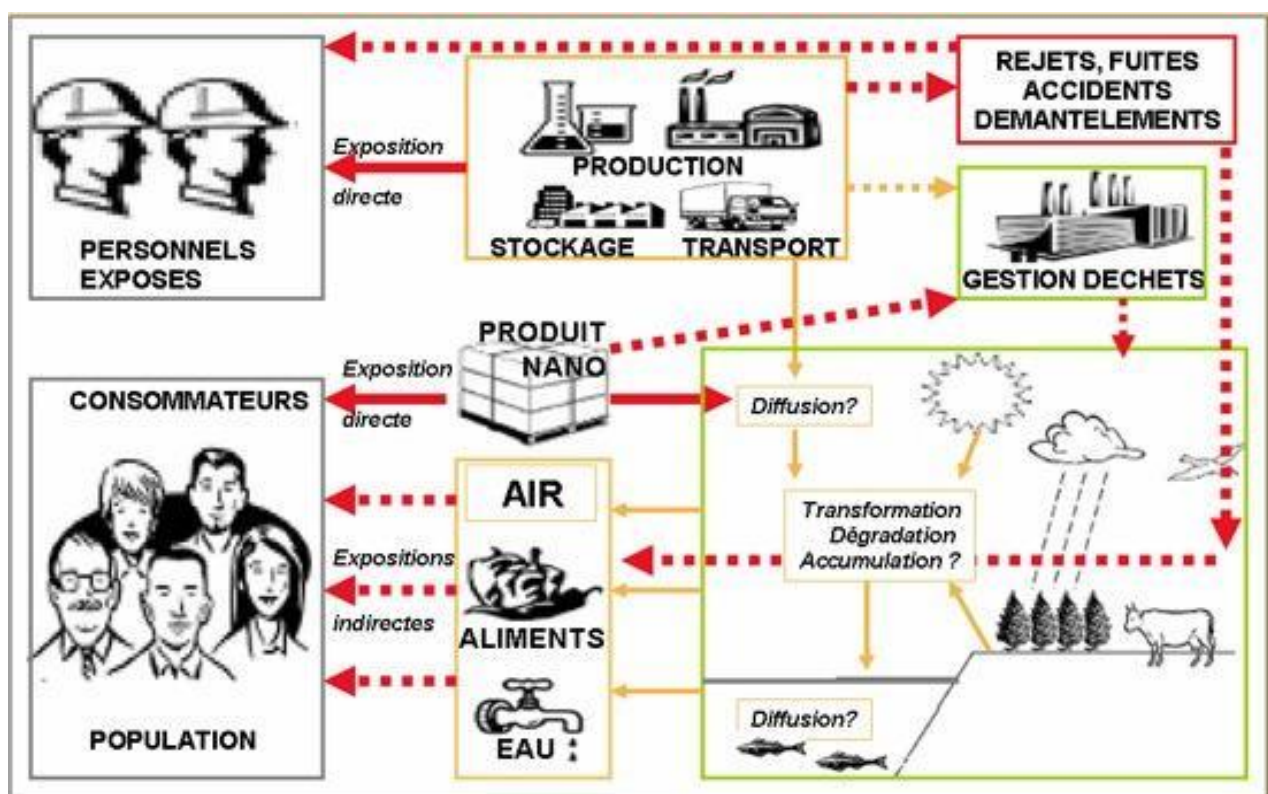 REJETS, FUITES
ACCIDENTS
DEMANTELEMENTS
Exposition
directe
PERSONNELS
EXPOSES
PRODUCTION
STOCKAGE
TRANSPORT
GESTION DECHETS
PRODUIT
NANO
Exposition
directe
CONSOMMATEURS
Diffusion?
AIR
Expositions
indirectes
ALIMENTS
Transformation
Dégradation
Accumulation ?
EAU
Diffusion?
POPULATION